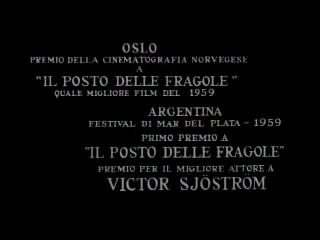 OSLO
PREMIO DELLA CINEMATOGRAFIA NORVEGESE
A
"IL POSTO DELLE FRAGOLE"
QUALE MIGLIORE FILM DEL 1959
ARGENTINA
FESTIVAL DI MAR DEL PLATA - 1959
PRIMO PREMIO A
"IL POSTO DELLE FRAGOLE"
PREMIO PER IL MIGLIORE ATTORE A
VICTOR SJÖSTRÖM